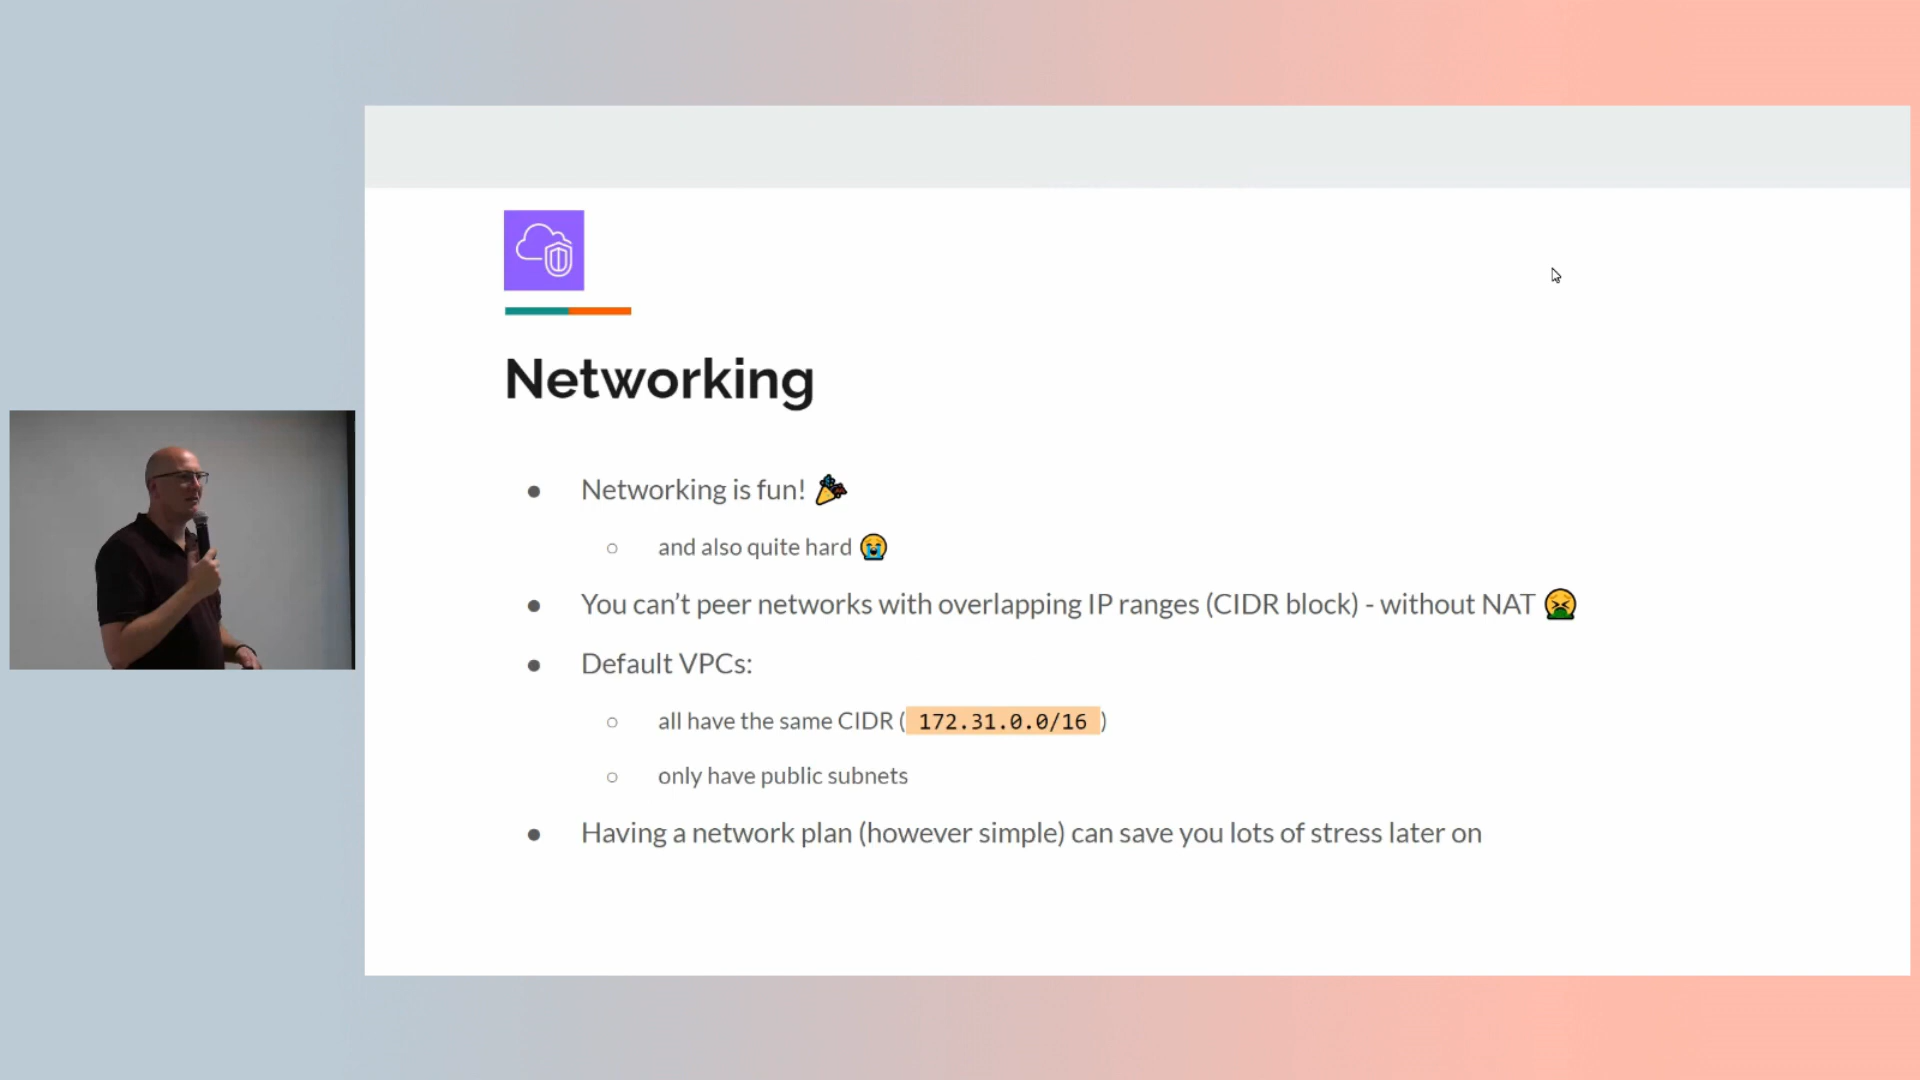 Networking
Networking is fun! 🎉
and also quite hard 😭
You can’t peer networks with overlapping IP ranges (CIDR block) - without NAT 🤮
Default VPCs:
all have the same CIDR ( 172.31.0.0/16 )
only have public subnets
Having a network plan (however simple) can save you lots of stress later on